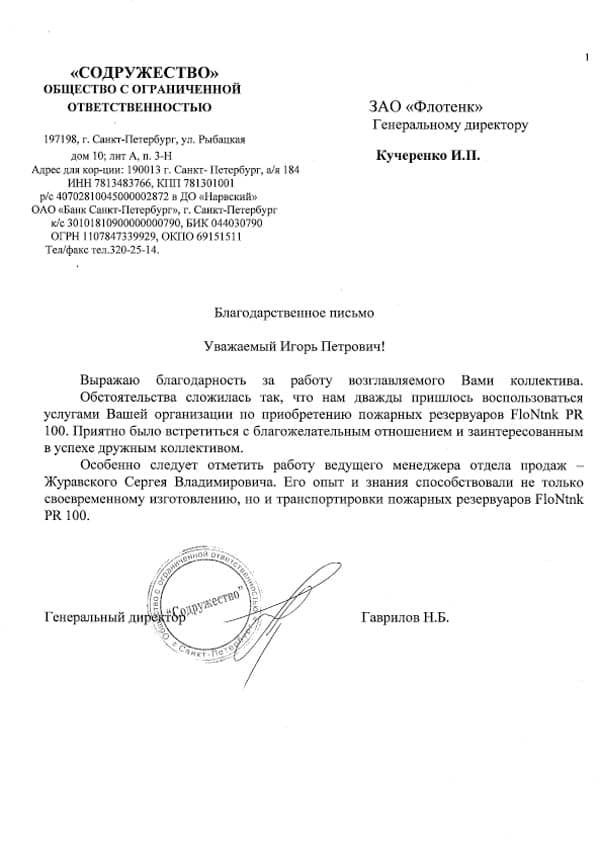 1
«СОДРУЖЕСТВО»
ОБЩЕСТВО С ОГРАНИЧЕННОЙ
ОТВЕТСТВЕННОСТЬЮ
197198, г. Санкт-Петербург, ул. Рыбацкая
дом 10; лит А, п. 3-Н
Адрес для кор-ции: 190013 г. Санкт- Петербург, а/я 184
ИНН 7813483766, КПП 781301001
р/с 40702810045000002872 в ДО «Нарвский»
ОАО «Банк Санкт-Петербург», г. Санкт-Петербург
к/с 30101810900000000790, БИК 044030790
ОГРН 1107847339929, ОКПО 69151511
Тел/факс тел.320-25-14.
ЗАО «Флотенк»
Генеральному директору
Кучеренко И.П.
Благодарственное письмо
Уважаемый Игорь Петрович!
Выражаю благодарность за работу возглавляемого Вами коллектива.
Обстоятельства сложилась так, что нам дважды пришлось воспользоваться
услугами Вашей организации по приобретению пожарных резервуаров FloNtnk PR
100. Приятно было встретиться с благожелательным отношением и заинтересованным
в успехе дружным коллективом.
Особенно следует отметить работу ведущего менеджера отдела продаж –
Журавского Сергея Владимировича. Его опыт и знания способствовали не только
своевременному изготовлению, но и транспортировки пожарных резервуаров FloNtnk
PR 100.
Генеральный директор
Общество с ограниченной ответственностью
"Содружество"
г. Санкт-Петербург
Гаврилов Н.Б.